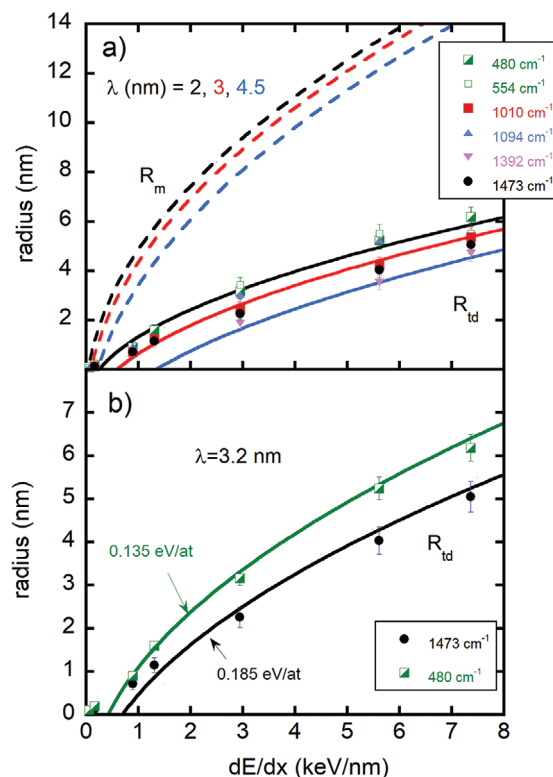 a)
λ (nm) = 2, 3, 4.5
480 cm⁻¹
554 cm⁻¹
1010 cm⁻¹
1094 cm⁻¹
1392 cm⁻¹
1473 cm⁻¹
R_m
R_td
radius (nm)
14
12
10
8
6
4
2
b)
λ=3.2 nm
0.135 eV/at
0.185 eV/at
R_td
1473 cm⁻¹
480 cm⁻¹
radius (nm)
7
6
5
4
3
2
1
0
0 1 2 3 4 5 6 7 8
dE/dx (keV/nm)